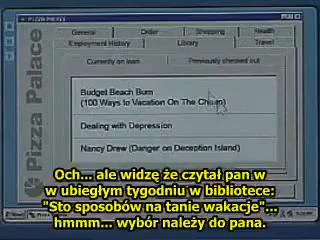 PIZZA PALACE
General
Order
Shopping
Health
Employment History
Library
Travel
Currently on loan
Previously checked out
Budget Beach Bum
(100 Ways to Vacation On The Cheap)
Dealing with Depression
Nancy Drew (Danger on Deception Island)
Pizza Palace
Och... ale widzę że czytał pan w
w ubiegłym tygodniu w bibliotece:
"Sto sposobów na tanie wakacje"...
hmmm... wybór należy do pana.